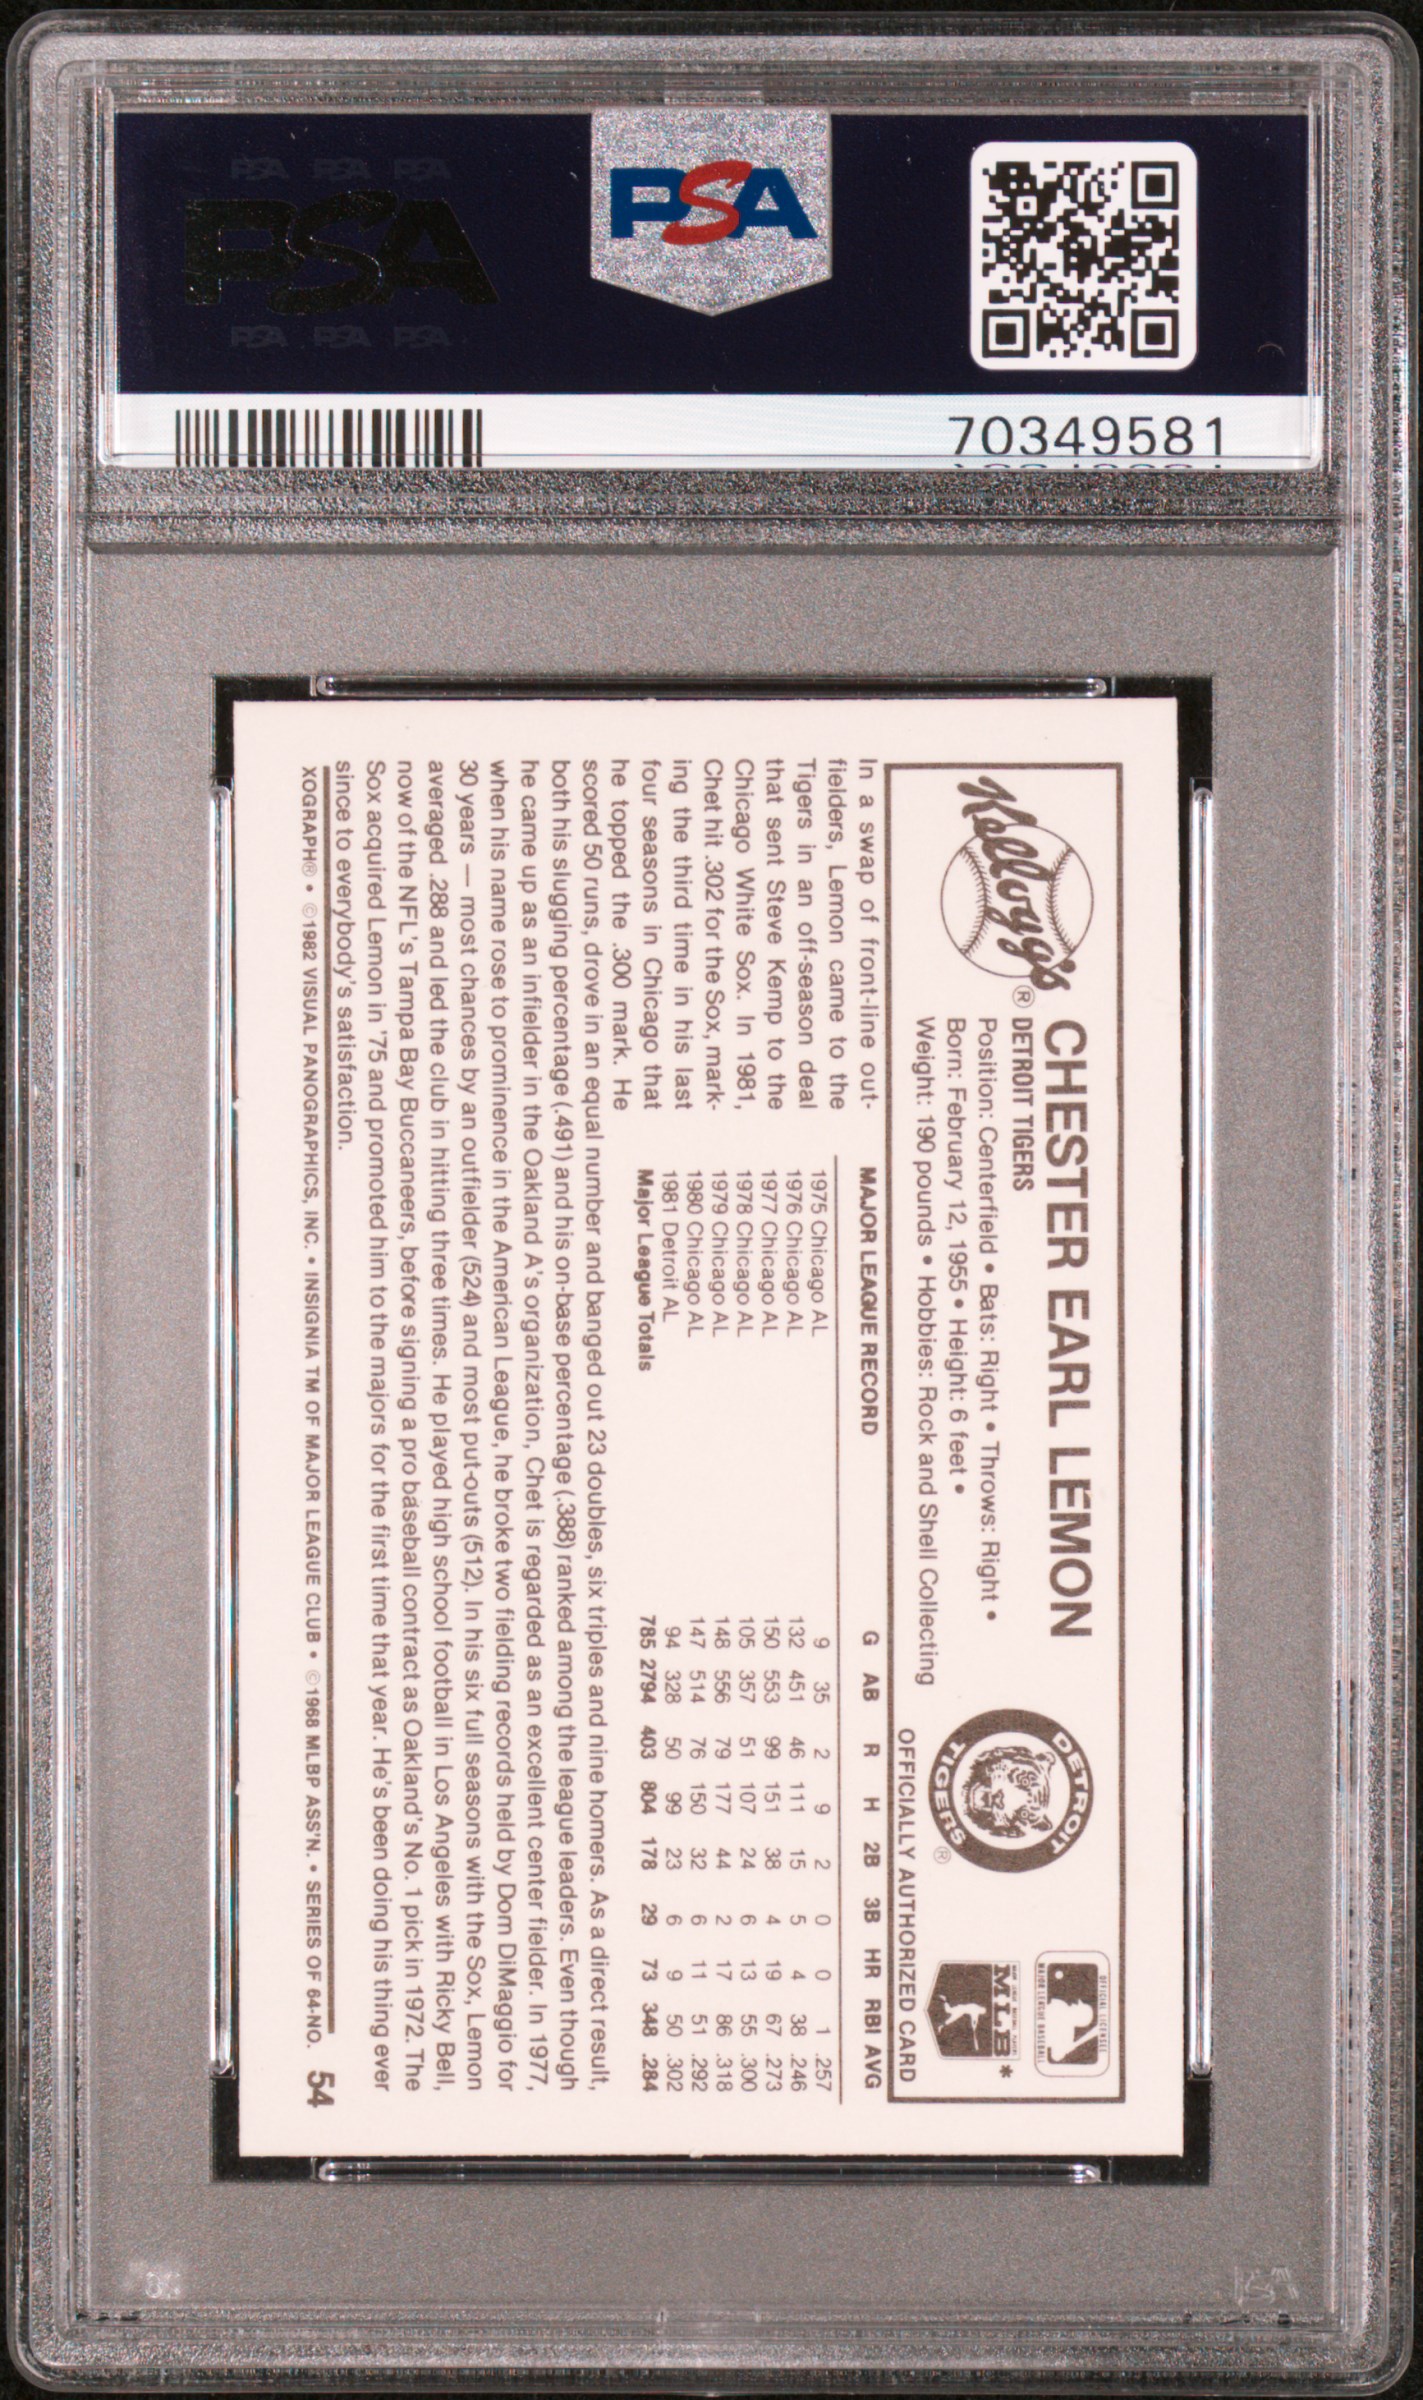 PSA PSA PSA
PSA
PSA PSA PSA
PSA
70349581
Kellogg's®
CHESTER EARL LEMON
DETROIT TIGERS
Position: Centerfield • Bats: Right • Throws: Right •
Born: February 12, 1955 • Height: 6 feet •
Weight: 190 pounds • Hobbies: Rock and Shell Collecting
DETROIT
TIGERS
®
OFFICIAL LICENSEE
MAJOR LEAGUE BASEBALL
MLB*
OFFICIALLY AUTHORIZED CARD
In a swap of front-line out-
fielders, Lemon came to the
Tigers in an off-season deal
that sent Steve Kemp to the
Chicago White Sox. In 1981,
Chet hit .302 for the Sox, mark-
ing the third time in his last
four seasons in Chicago that
he topped the .300 mark. He
scored 50 runs, drove in an equal number and banged out 23 doubles, six triples and nine homers. As a direct result,
both his slugging percentage (.491) and his on-base percentage (.388) ranked among the league leaders. Even though
he came up as an infielder in the Oakland A's organization, Chet is regarded as an excellent center fielder. In 1977,
when his name rose to prominence in the American League, he broke two fielding records held by Dom DiMaggio for
30 years — most chances by an outfielder (524) and most put-outs (512). In his six full seasons with the Sox, Lemon
averaged .288 and led the club in hitting three times. He played high school football in Los Angeles with Ricky Bell,
now of the NFL's Tampa Bay Buccaneers, before signing a pro baseball contract as Oakland's No. 1 pick in 1972. The
Sox acquired Lemon in '75 and promoted him to the majors for the first time that year. He's been doing his thing ever
since to everybody's satisfaction.
MAJOR LEAGUE RECORD G AB R H 2B 3B HR RBI AVG
1975 Chicago AL 9 35 2 9 2 0 0 1 .257
1976 Chicago AL 132 451 46 111 15 5 4 38 .246
1977 Chicago AL 150 553 99 151 38 4 19 67 .273
1978 Chicago AL 105 357 51 107 24 6 13 55 .300
1979 Chicago AL 148 556 79 177 44 2 17 86 .318
1980 Chicago AL 147 514 76 150 32 6 11 51 .292
1981 Detroit AL 94 328 50 99 23 6 9 50 .302
Major League Totals 785 2794 403 804 178 29 73 348 .284
XOGRAPH® • ©1982 VISUAL PANOGRAPHICS, INC. • INSIGNIA TM OF MAJOR LEAGUE CLUB • ©1968 MLBP ASS'N. • SERIES OF 64-NO. 54
PSA